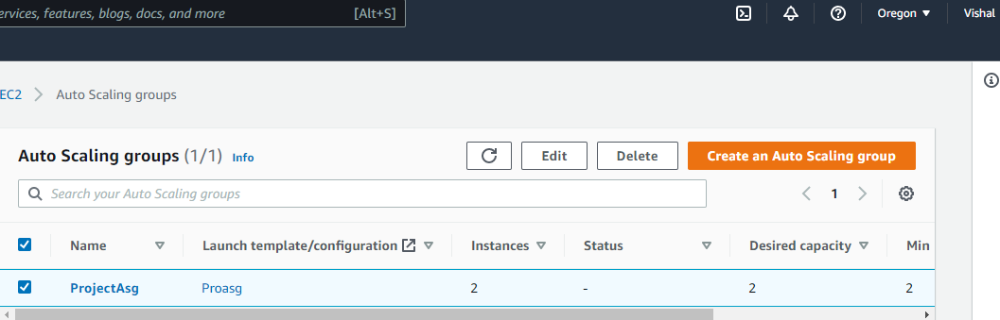 ervices, features, blogs, docs, and more [Alt+S] Oregon Vishal
EC2 Auto Scaling groups
Auto Scaling groups (1/1) Info Edit Delete Create an Auto Scaling group
Search your Auto Scaling groups 1
Name Launch template/configuration Instances Status Desired capacity Min
ProjectAsg Proasg 2 - 2 2